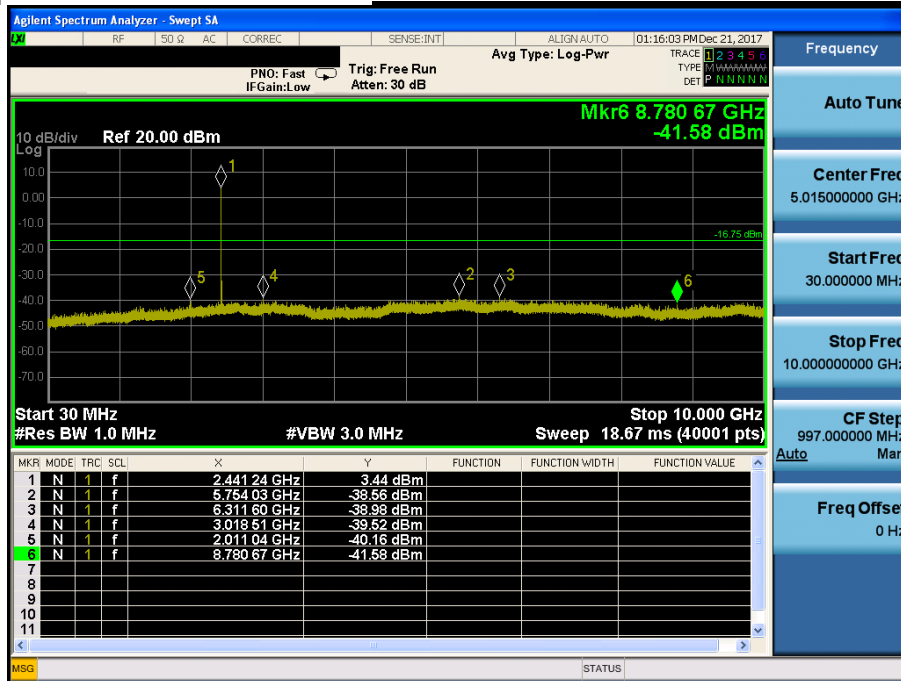 Agilent Spectrum Analyzer - Swept SA
LXI RF 50 Ω AC CORREC SENSE:INT ALIGN AUTO 01:16:03 PM Dec 21, 2017
PNO: Fast
IFGain:Low
Trig: Free Run
Atten: 30 dB
Avg Type: Log-Pwr
TRACE 1 2 3 4 5 6
TYPE M WWWWW
DET P N N N N N
Mkr6 8.780 67 GHz
-41.58 dBm
10 dB/div Ref 20.00 dBm
Log
10.0
0.00
-10.0
-20.0
-30.0
-40.0
-50.0
-60.0
-70.0
-16.75 dBm
1
5
4
2
3
6
Start 30 MHz Stop 10.000 GHz
#Res BW 1.0 MHz #VBW 3.0 MHz Sweep 18.67 ms (40001 pts)
MKR MODE TRC SCL X Y FUNCTION FUNCTION WIDTH FUNCTION VALUE
1 N 1 f 2.441 24 GHz 3.44 dBm
2 N 1 f 5.754 03 GHz -38.56 dBm
3 N 1 f 6.311 60 GHz -38.98 dBm
4 N 1 f 3.018 51 GHz -39.52 dBm
5 N 1 f 2.011 04 GHz -40.16 dBm
6 N 1 f 8.780 67 GHz -41.58 dBm
7
8
9
10
11
MSG STATUS
Frequency
Auto Tune
Center Freq
5.015000000 GHz
Start Freq
30.000000 MHz
Stop Freq
10.000000000 GHz
CF Step
997.000000 MHz
Auto Man
Freq Offset
0 Hz